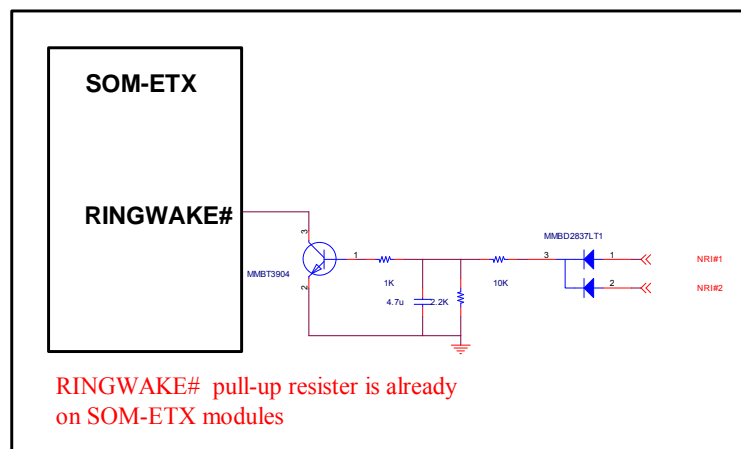 SOM-ETX
RINGWAKE#
MMBD2837LT1
3
1
3
1
NRI#1
MMBT3904
1K
10K
2
NRI#2
2
4.7u
2.2K
RINGWAKE# pull-up resister is already
on SOM-ETX modules